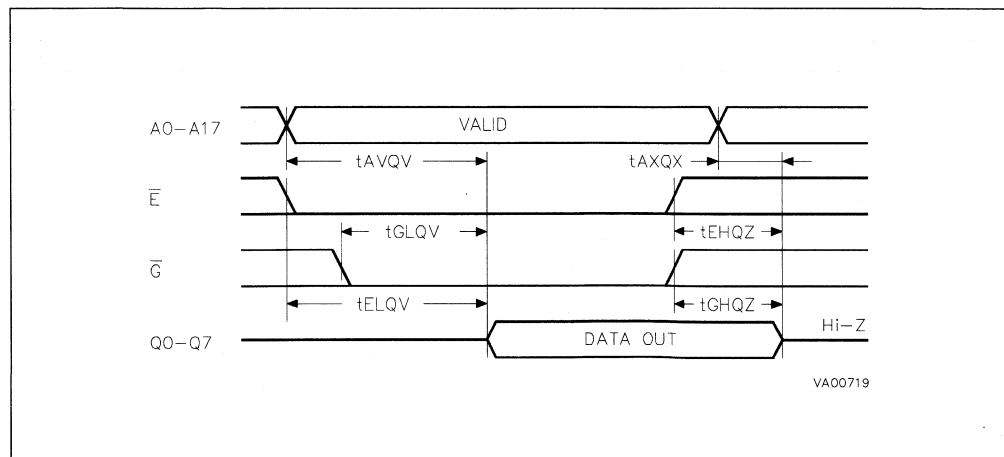 A0-A17
VALID
tAVQV
tAXQX
E̅
tGLQV
tEHQZ
G̅
tELQV
tGHQZ
Q0-Q7
DATA OUT
Hi-Z
VA00719